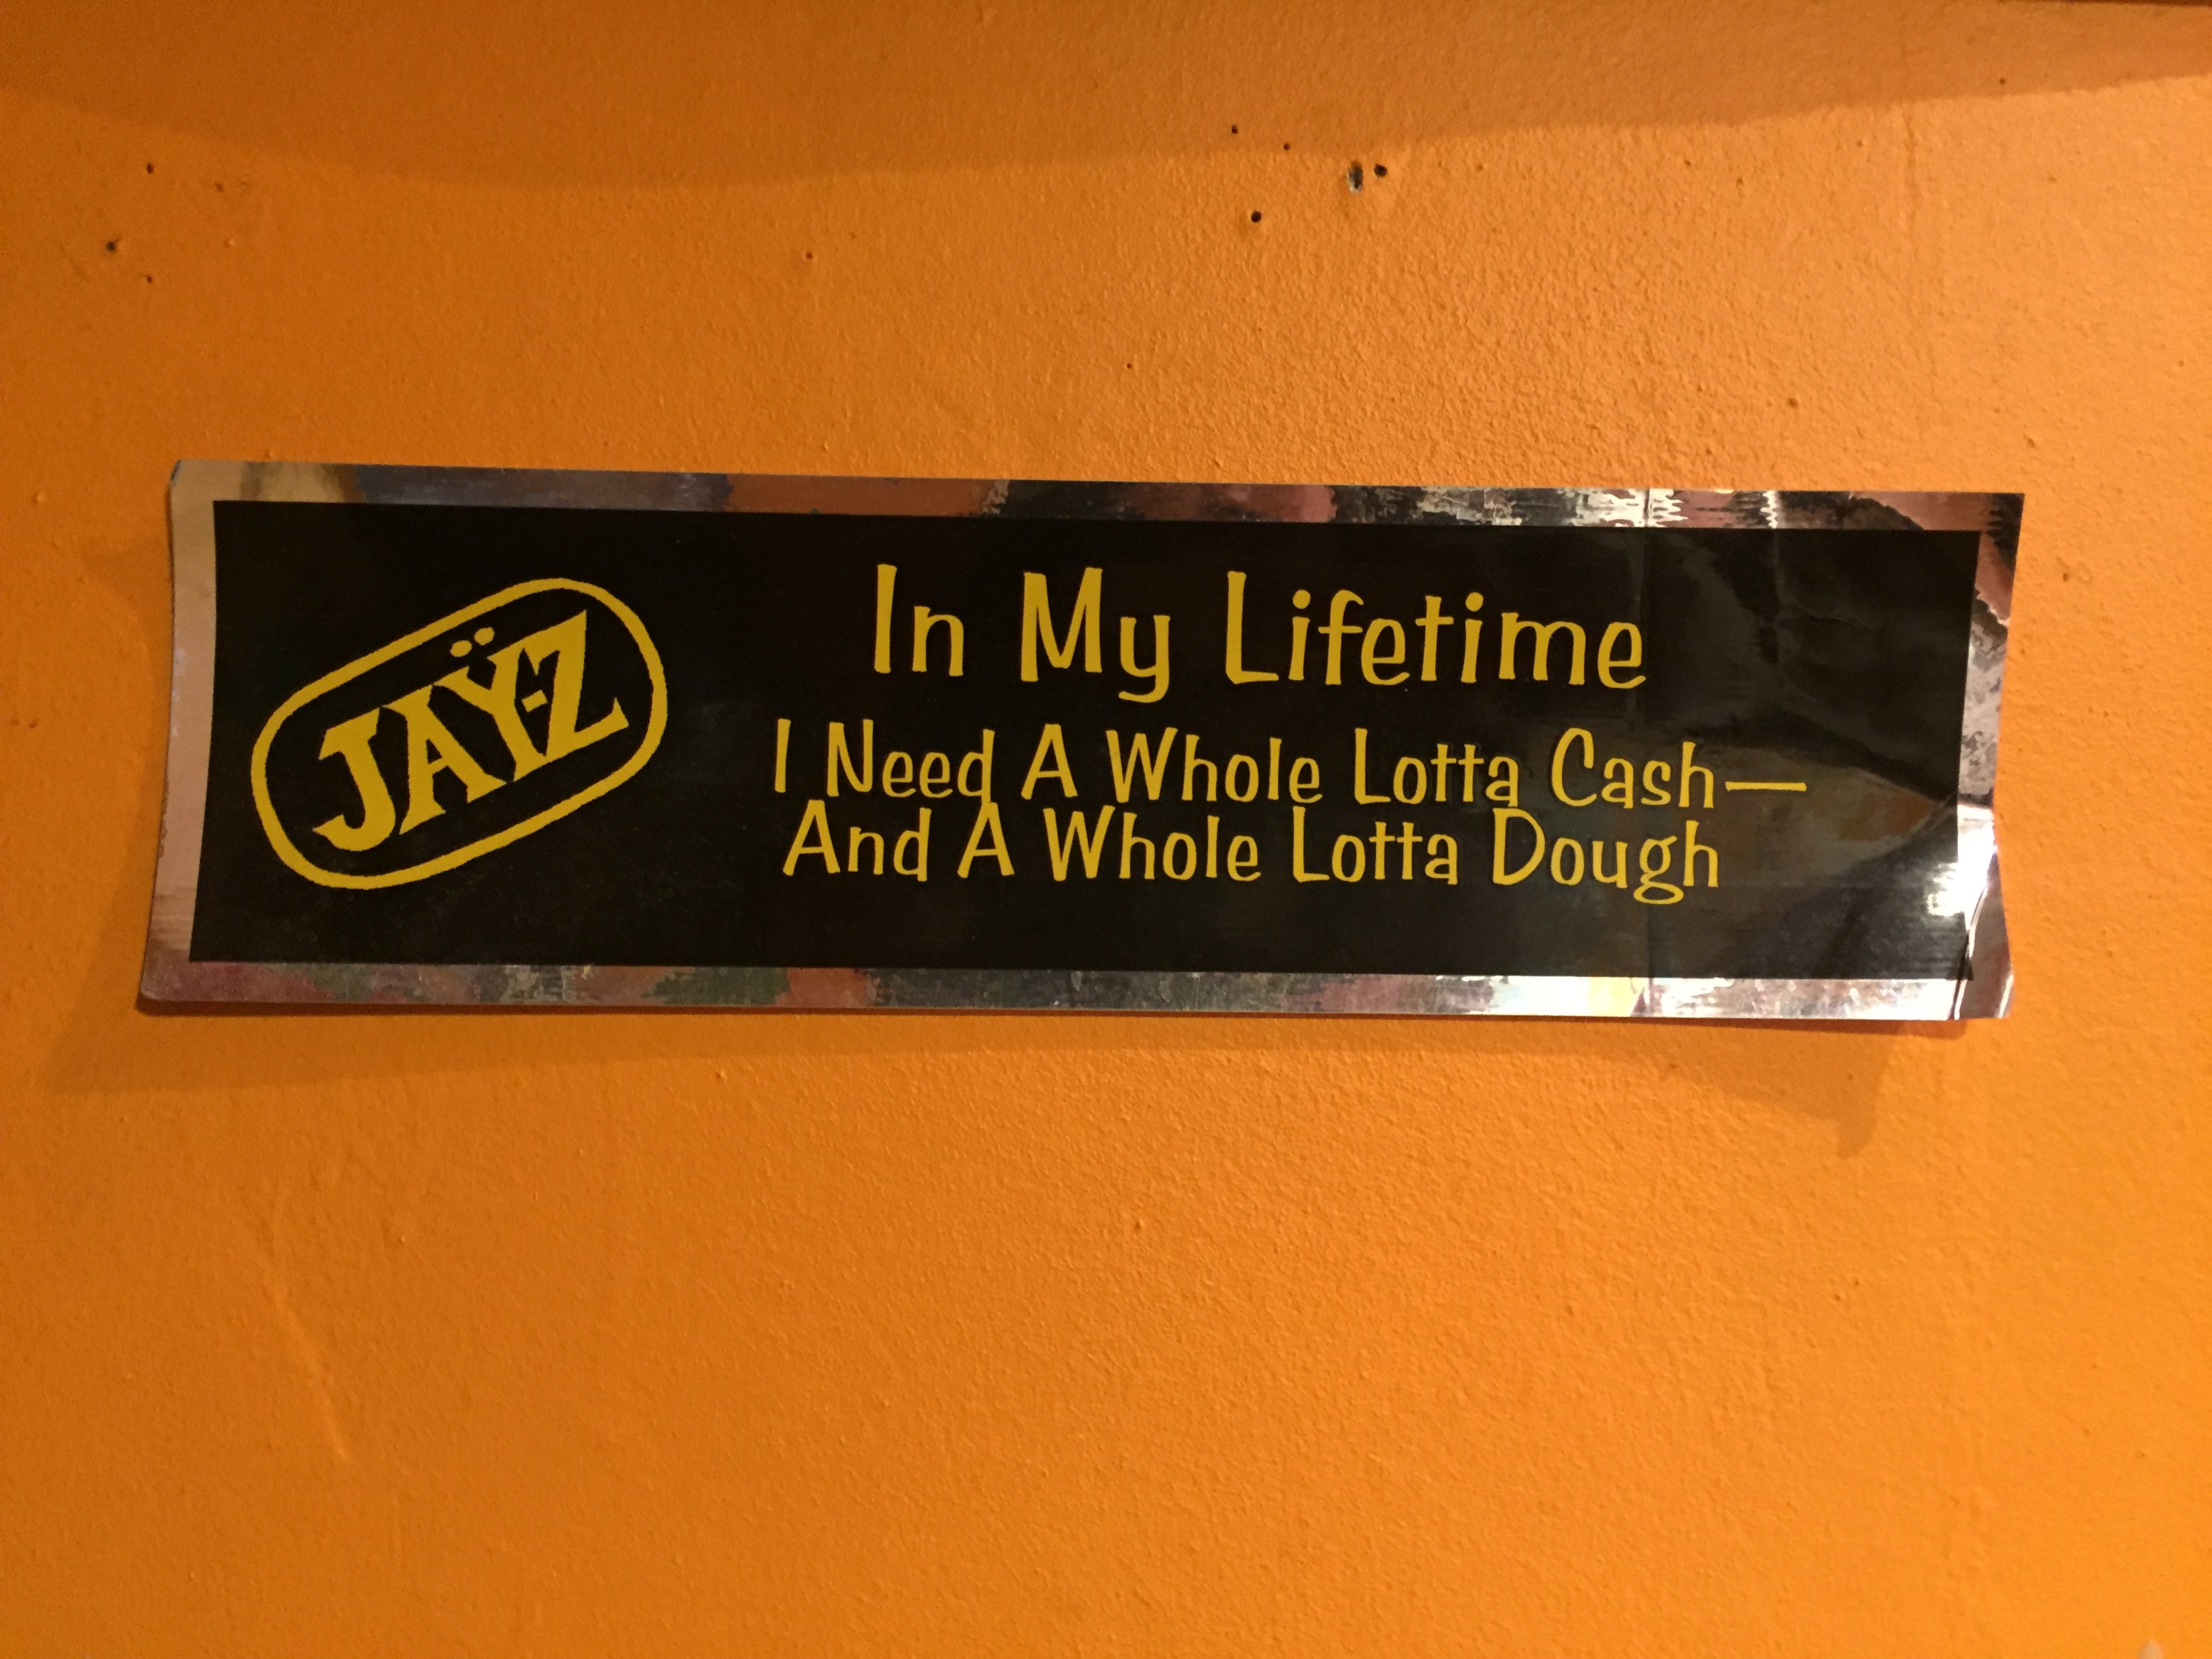 JAŸ-Z
In My Lifetime
I Need A Whole Lotta Cash—
And A Whole Lotta Dough